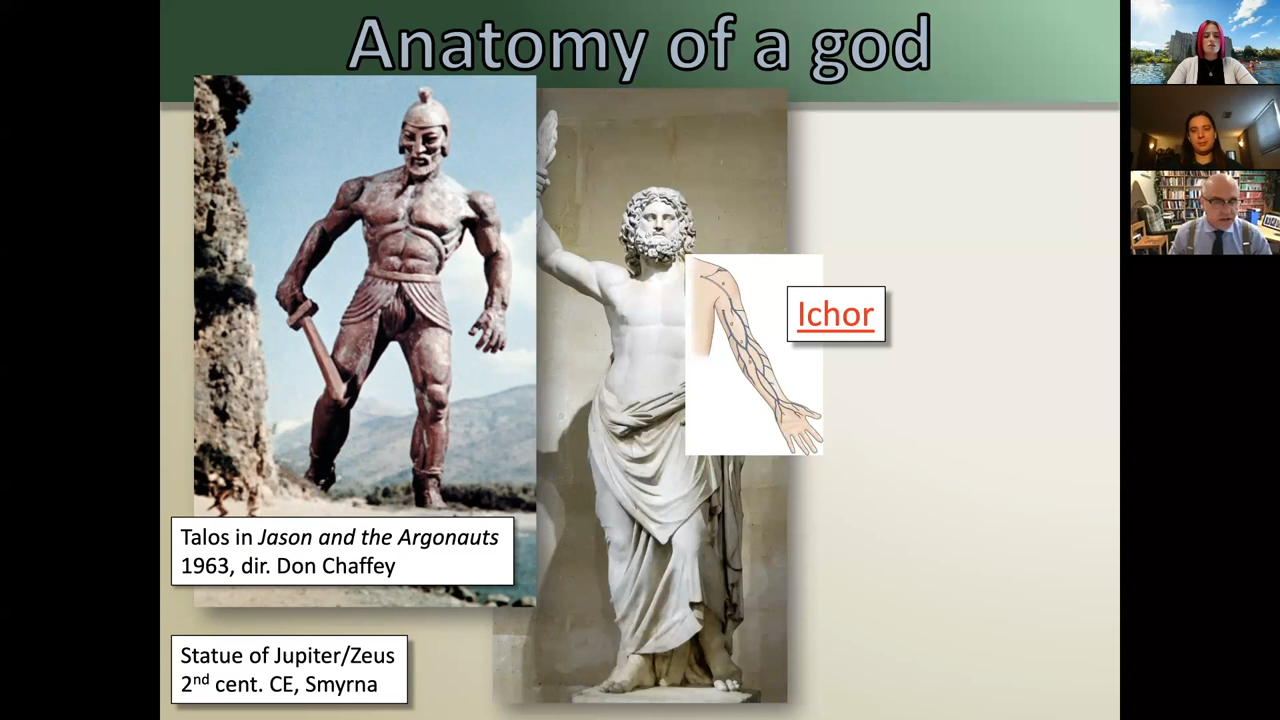 Anatomy of a god
Ichor
Talos in Jason and the Argonauts
1963, dir. Don Chaffey
Statue of Jupiter/Zeus
2nd cent. CE, Smyrna